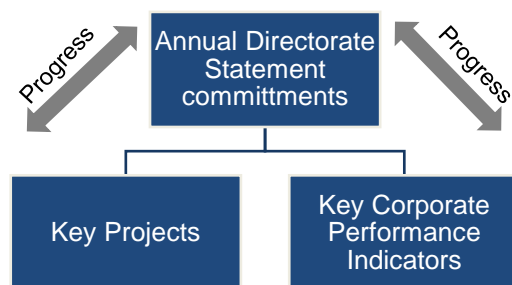 Progress
Annual Directorate
Statement
committments
Progress
Key Projects
Key Corporate
Performance
Indicators